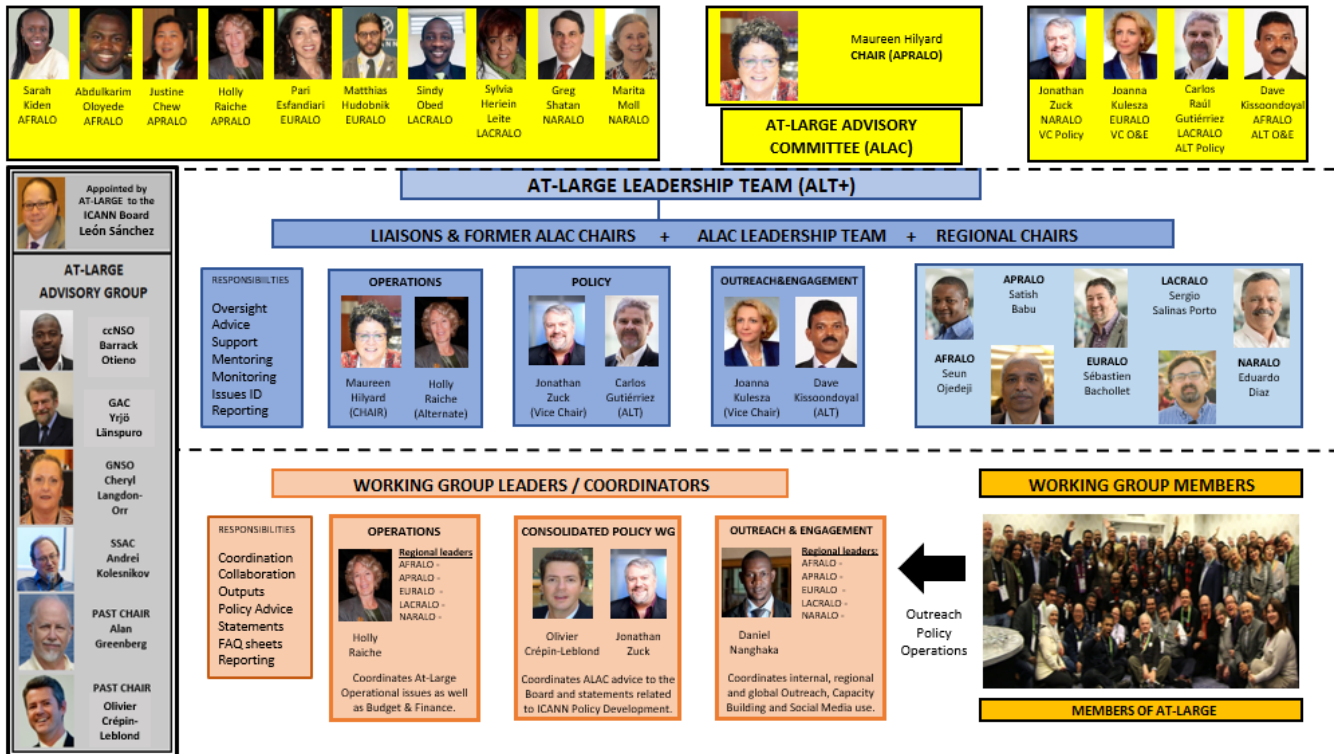 Sarah
Kiden
AFRALO
Abdulkarim
Oloyede
AFRALO
Justine
Chew
APRALO
Holly
Raiche
APRALO
Pari
Esfandiari
EURALO
Matthias
Hudobnik
EURALO
Sindy
Obed
LACRALO
Sylvia
Heriein
Leite
LACRALO
Greg
Shatan
NARALO
Marita
Moll
NARALO
Maureen Hilyard
CHAIR (APRALO)
AT-LARGE ADVISORY
COMMITTEE (ALAC)
Jonathan
Zuck
NARALO
VC Policy
Joanna
Kulesza
EURALO
VC O&E
Carlos
Raúl
Gutiérrez
LACRALO
ALT Policy
Dave
Kissoondoyal
AFRALO
ALT O&E
Appointed by
AT-LARGE to the
ICANN Board
León Sánchez
AT-LARGE
ADVISORY GROUP
ccNSO
Barrack
Otieno
GAC
Yrjö
Länspuro
GNSO
Cheryl
Langdon-
Orr
SSAC
Andrei
Kolesnikov
PAST CHAIR
Alan
Greenberg
PAST CHAIR
Olivier
Crépin-
Leblond
AT-LARGE LEADERSHIP TEAM (ALT+)
LIAISONS & FORMER ALAC CHAIRS + ALAC LEADERSHIP TEAM + REGIONAL CHAIRS
RESPONSIBIILTIES
Oversight
Advice
Support
Mentoring
Monitoring
Issues ID
Reporting
OPERATIONS
Maureen
Hilyard
(CHAIR)
Holly
Raiche
(Alternate)
POLICY
Jonathan
Zuck
(Vice Chair)
Carlos
Gutiérriez
(ALT)
OUTREACH&ENGAGEMENT
Joanna
Kulesza
(Vice Chair)
Dave
Kissoondoyal
(ALT)
APRALO
Satish
Babu
LACRALO
Sergio
Salinas Porto
AFRALO
Seun
Ojedeji
EURALO
Sébastien
Bachollet
NARALO
Eduardo
Diaz
WORKING GROUP LEADERS / COORDINATORS
WORKING GROUP MEMBERS
RESPONSIBILITIES
Coordination
Collaboration
Outputs
Policy Advice
Statements
FAQ sheets
Reporting
OPERATIONS
Regional leaders
AFRALO -
APRALO -
EURALO -
LACRALO -
NARALO -
Holly
Raiche
Coordinates At-Large
Operational issues as well
as Budget & Finance.
CONSOLIDATED POLICY WG
Olivier
Crépin-Leblond
Jonathan
Zuck
Coordinates ALAC advice to the
Board and statements related
to ICANN Policy Development.
OUTREACH & ENGAGEMENT
Regional leaders:
AFRALO -
APRALO -
EURALO -
LACRALO -
NARALO -
Daniel
Nanghaka
Coordinates internal, regional
and global Outreach, Capacity
Building and Social Media use.
Outreach
Policy
Operations
MEMBERS OF AT-LARGE